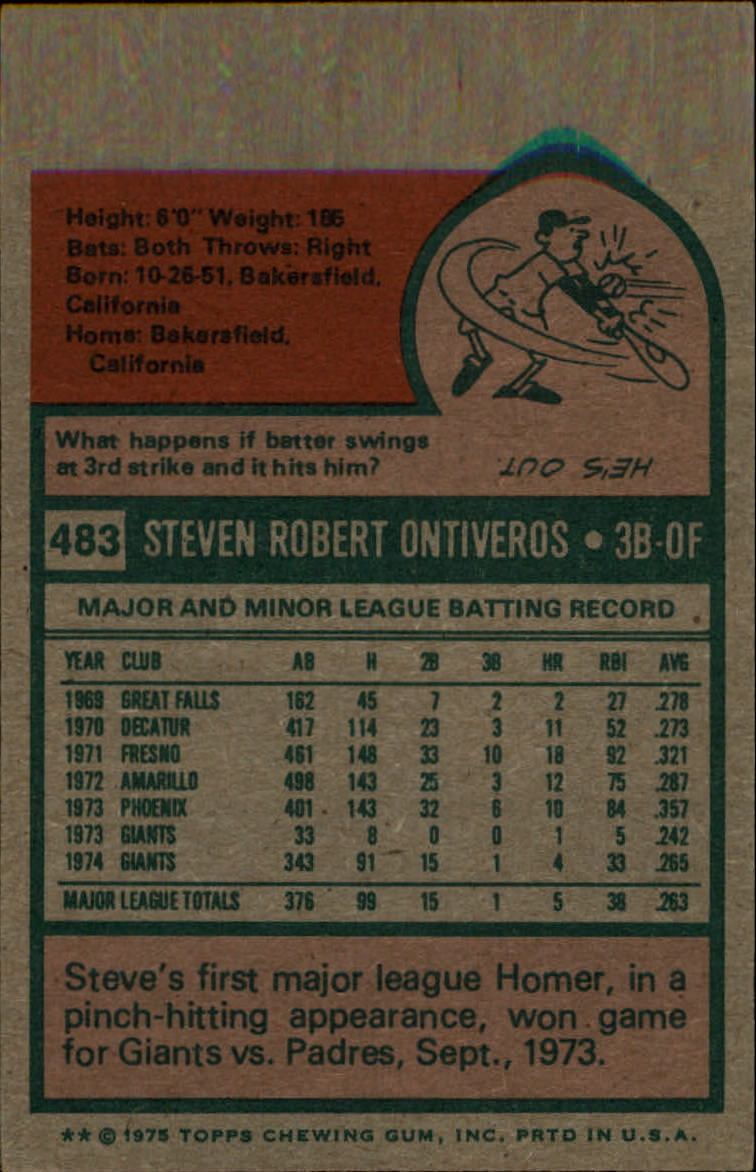 Height: 6'0" Weight: 185
Bats: Both Throws: Right
Born: 10-26-51, Bakersfield,
California
Home: Bakersfield,
California
What happens if batter swings
at 3rd strike and it hits him?
HE'S OUT.
483 STEVEN ROBERT ONTIVEROS • 3B-OF
MAJOR AND MINOR LEAGUE BATTING RECORD
YEAR CLUB AB H 2B 3B HR RBI AVG
1969 GREAT FALLS 162 45 7 2 2 27 .278
1970 DECATUR 417 114 23 3 11 52 .273
1971 FRESNO 461 148 33 10 18 92 .321
1972 AMARILLO 498 143 25 3 12 75 .287
1973 PHOENIX 401 143 32 6 10 84 .357
1973 GIANTS 33 8 0 0 1 5 .242
1974 GIANTS 343 91 15 1 4 33 .265
MAJOR LEAGUE TOTALS 376 99 15 1 5 38 .263
Steve's first major league Homer, in a
pinch-hitting appearance, won game
for Giants vs. Padres, Sept., 1973.
** © 1975 TOPPS CHEWING GUM, INC. PRTD IN U.S.A.